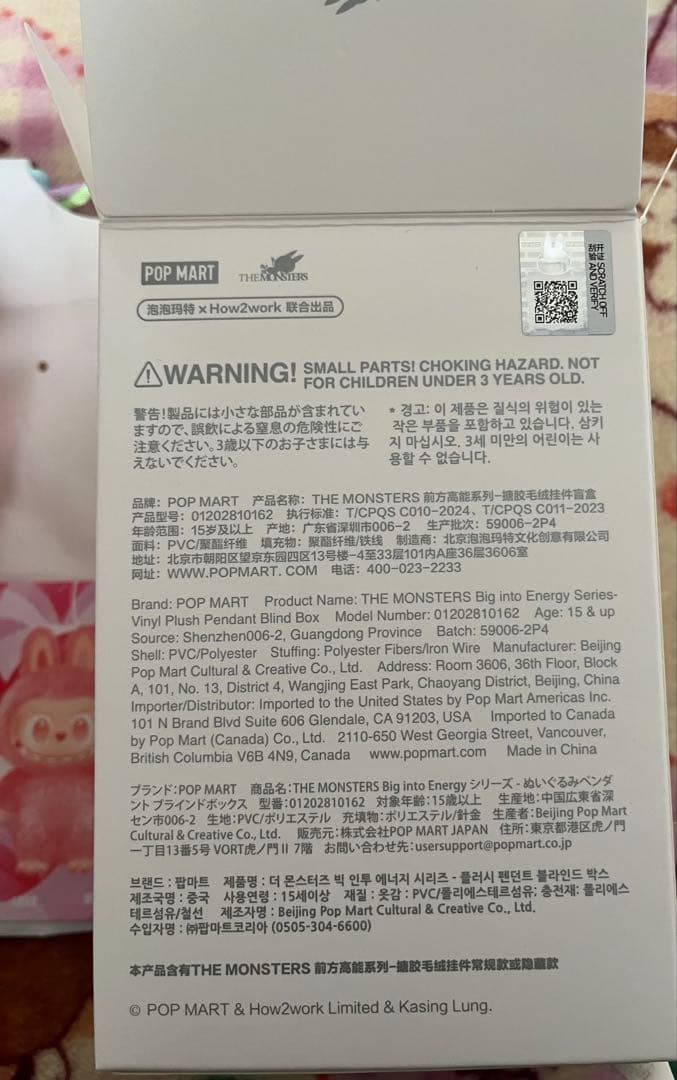 POP MART THE MONSTERS
泡泡玛特 × How2work 联合出品
刮开验证 SCRATCH OFF AND VERIFY
WARNING! SMALL PARTS! CHOKING HAZARD. NOT
FOR CHILDREN UNDER 3 YEARS OLD.
警告!製品には小さな部品が含まれてい
ますので、誤飲による窒息の危険性にご
注意ください。3歳以下のお子さまには与
えないでください。
* 경고: 이 제품은 질식의 위험이 있는
작은 부품을 포함하고 있습니다. 삼키
지 마십시오. 3세 미만의 어린이는 사
용할 수 없습니다.
品牌：POP MART 产品名称：THE MONSTERS 前方高能系列-搪胶毛绒挂件盲盒
产品型号：01202810162 执行标准：T/CPQS C010-2024、T/CPQS C011-2023
年龄范围：15岁及以上 产地：广东省深圳市006-2 生产批次：59006-2P4
面料：PVC/聚酯纤维 填充物：聚酯纤维/铁线 制造商：北京泡泡玛特文化创意有限公司
地址：北京市朝阳区望京东园四区13号楼-4至33层101内A座36层3606室
网址：WWW.POPMART. COM 电话：400-023-2233
Brand: POP MART Product Name: THE MONSTERS Big into Energy Series-
Vinyl Plush Pendant Blind Box Model Number: 01202810162 Age: 15 & up
Source: Shenzhen006-2, Guangdong Province Batch: 59006-2P4
Shell: PVC/Polyester Stuffing: Polyester Fibers/Iron Wire Manufacturer: Beijing
Pop Mart Cultural & Creative Co., Ltd. Address: Room 3606, 36th Floor, Block
A, 101, No. 13, District 4, Wangjing East Park, Chaoyang District, Beijing, China
Importer/Distributor: Imported to the United States by Pop Mart Americas Inc.
101 N Brand Blvd Suite 606 Glendale, CA 91203, USA Imported to Canada
by Pop Mart (Canada) Co., Ltd. 2110-650 West Georgia Street, Vancouver,
British Columbia V6B 4N9, Canada www.popmart.com Made in China
ブランド：POP MART 商品名：THE MONSTERS Big into Energy シリーズ - ぬいぐるみペンダ
ント ブラインドボックス 型番：01202810162 対象年齢：15歳以上 生産地：中国広東省深
セン市006-2 生地：PVC/ポリエステル 充填物：ポリエステル/針金 生産者：Beijing Pop Mart
Cultural & Creative Co., Ltd. 販売元：株式会社POP MART JAPAN 住所：東京都港区虎ノ門
一丁目13番5号 VORT虎ノ門 II 7階 お問い合わせ先：usersupport@popmart.co.jp
브랜드 : 팝마트 제품명 : 더 몬스터즈 빅 인투 에너지 시리즈 - 플러시 펜던트 블라인드 박스
제조국명 : 중국 사용연령 : 15세이상 재질 : 옷감 : PVC/폴리에스테르섬유; 충전재: 폴리에스
테르섬유/철선 제조자명 : Beijing Pop Mart Cultural & Creative Co., Ltd.
수입자명 : ㈜팝마트코리아 (0505-304-6600)
本产品含有THE MONSTERS 前方高能系列-搪胶毛绒挂件常规款或隐藏款
© POP MART & How2work Limited & Kasing Lung.